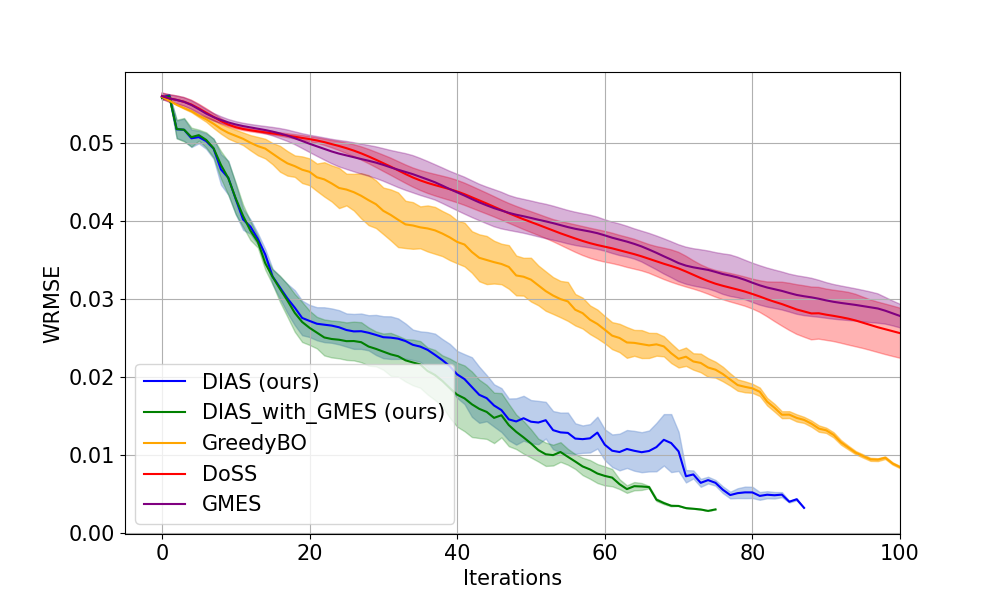 WRMSE
0.05
0.04
0.03
0.02
0.01
0.00
DIAS (ours)
DIAS_with_GMES (ours)
GreedyBO
DoSS
GMES
0 20 40 60 80 100
Iterations